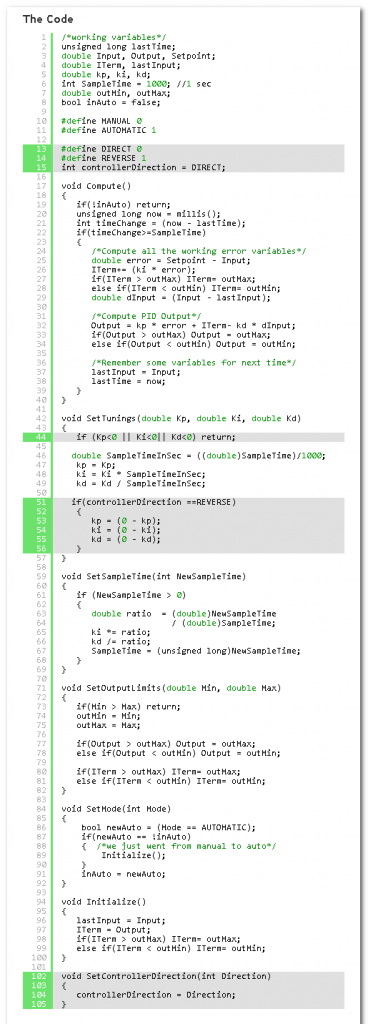 The Code
1 /*working variables*/
2 unsigned long lastTime;
3 double Input, Output, Setpoint;
4 double ITerm, lastInput;
5 double kp, ki, kd;
6 int SampleTime = 1000; //1 sec
7 double outMin, outMax;
8 bool inAuto = false;
9
10 #define MANUAL 0
11 #define AUTOMATIC 1
12
13 #define DIRECT 0
14 #define REVERSE 1
15 int controllerDirection = DIRECT;
16
17 void Compute()
18 {
19 if(!inAuto) return;
20 unsigned long now = millis();
21 int timeChange = (now - lastTime);
22 if(timeChange>=SampleTime)
23 {
24 /*Compute all the working error variables*/
25 double error = Setpoint - Input;
26 ITerm+= (ki * error);
27 if(ITerm > outMax) ITerm= outMax;
28 else if(ITerm < outMin) ITerm= outMin;
29 double dInput = (Input - lastInput);
30
31 /*Compute PID Output*/
32 Output = kp * error + ITerm- kd * dInput;
33 if(Output > outMax) Output = outMax;
34 else if(Output < outMin) Output = outMin;
35
36 /*Remember some variables for next time*/
37 lastInput = Input;
38 lastTime = now;
39 }
40 }
41
42 void SetTunings(double Kp, double Ki, double Kd)
43 {
44 if (Kp<0 || Ki<0|| Kd<0) return;
45
46 double SampleTimeInSec = ((double)SampleTime)/1000;
47 kp = Kp;
48 ki = Ki * SampleTimeInSec;
49 kd = Kd / SampleTimeInSec;
50
51 if(controllerDirection ==REVERSE)
52 {
53 kp = (0 - kp);
54 ki = (0 - ki);
55 kd = (0 - kd);
56 }
57 }
58
59 void SetSampleTime(int NewSampleTime)
60 {
61 if (NewSampleTime > 0)
62 {
63 double ratio = (double)NewSampleTime
64 / (double)SampleTime;
65 ki *= ratio;
66 kd /= ratio;
67 SampleTime = (unsigned long)NewSampleTime;
68 }
69 }
70
71 void SetOutputLimits(double Min, double Max)
72 {
73 if(Min > Max) return;
74 outMin = Min;
75 outMax = Max;
76
77 if(Output > outMax) Output = outMax;
78 else if(Output < outMin) Output = outMin;
79
80 if(ITerm > outMax) ITerm= outMax;
81 else if(ITerm < outMin) ITerm= outMin;
82 }
83
84 void SetMode(int Mode)
85 {
86 bool newAuto = (Mode == AUTOMATIC);
87 if(newAuto == !inAuto)
88 { /*we just went from manual to auto*/
89 Initialize();
90 }
91 inAuto = newAuto;
92 }
93
94 void Initialize()
95 {
96 lastInput = Input;
97 ITerm = Output;
98 if(ITerm > outMax) ITerm= outMax;
99 else if(ITerm < outMin) ITerm= outMin;
100 }
101
102 void SetControllerDirection(int Direction)
103 {
104 controllerDirection = Direction;
105 }